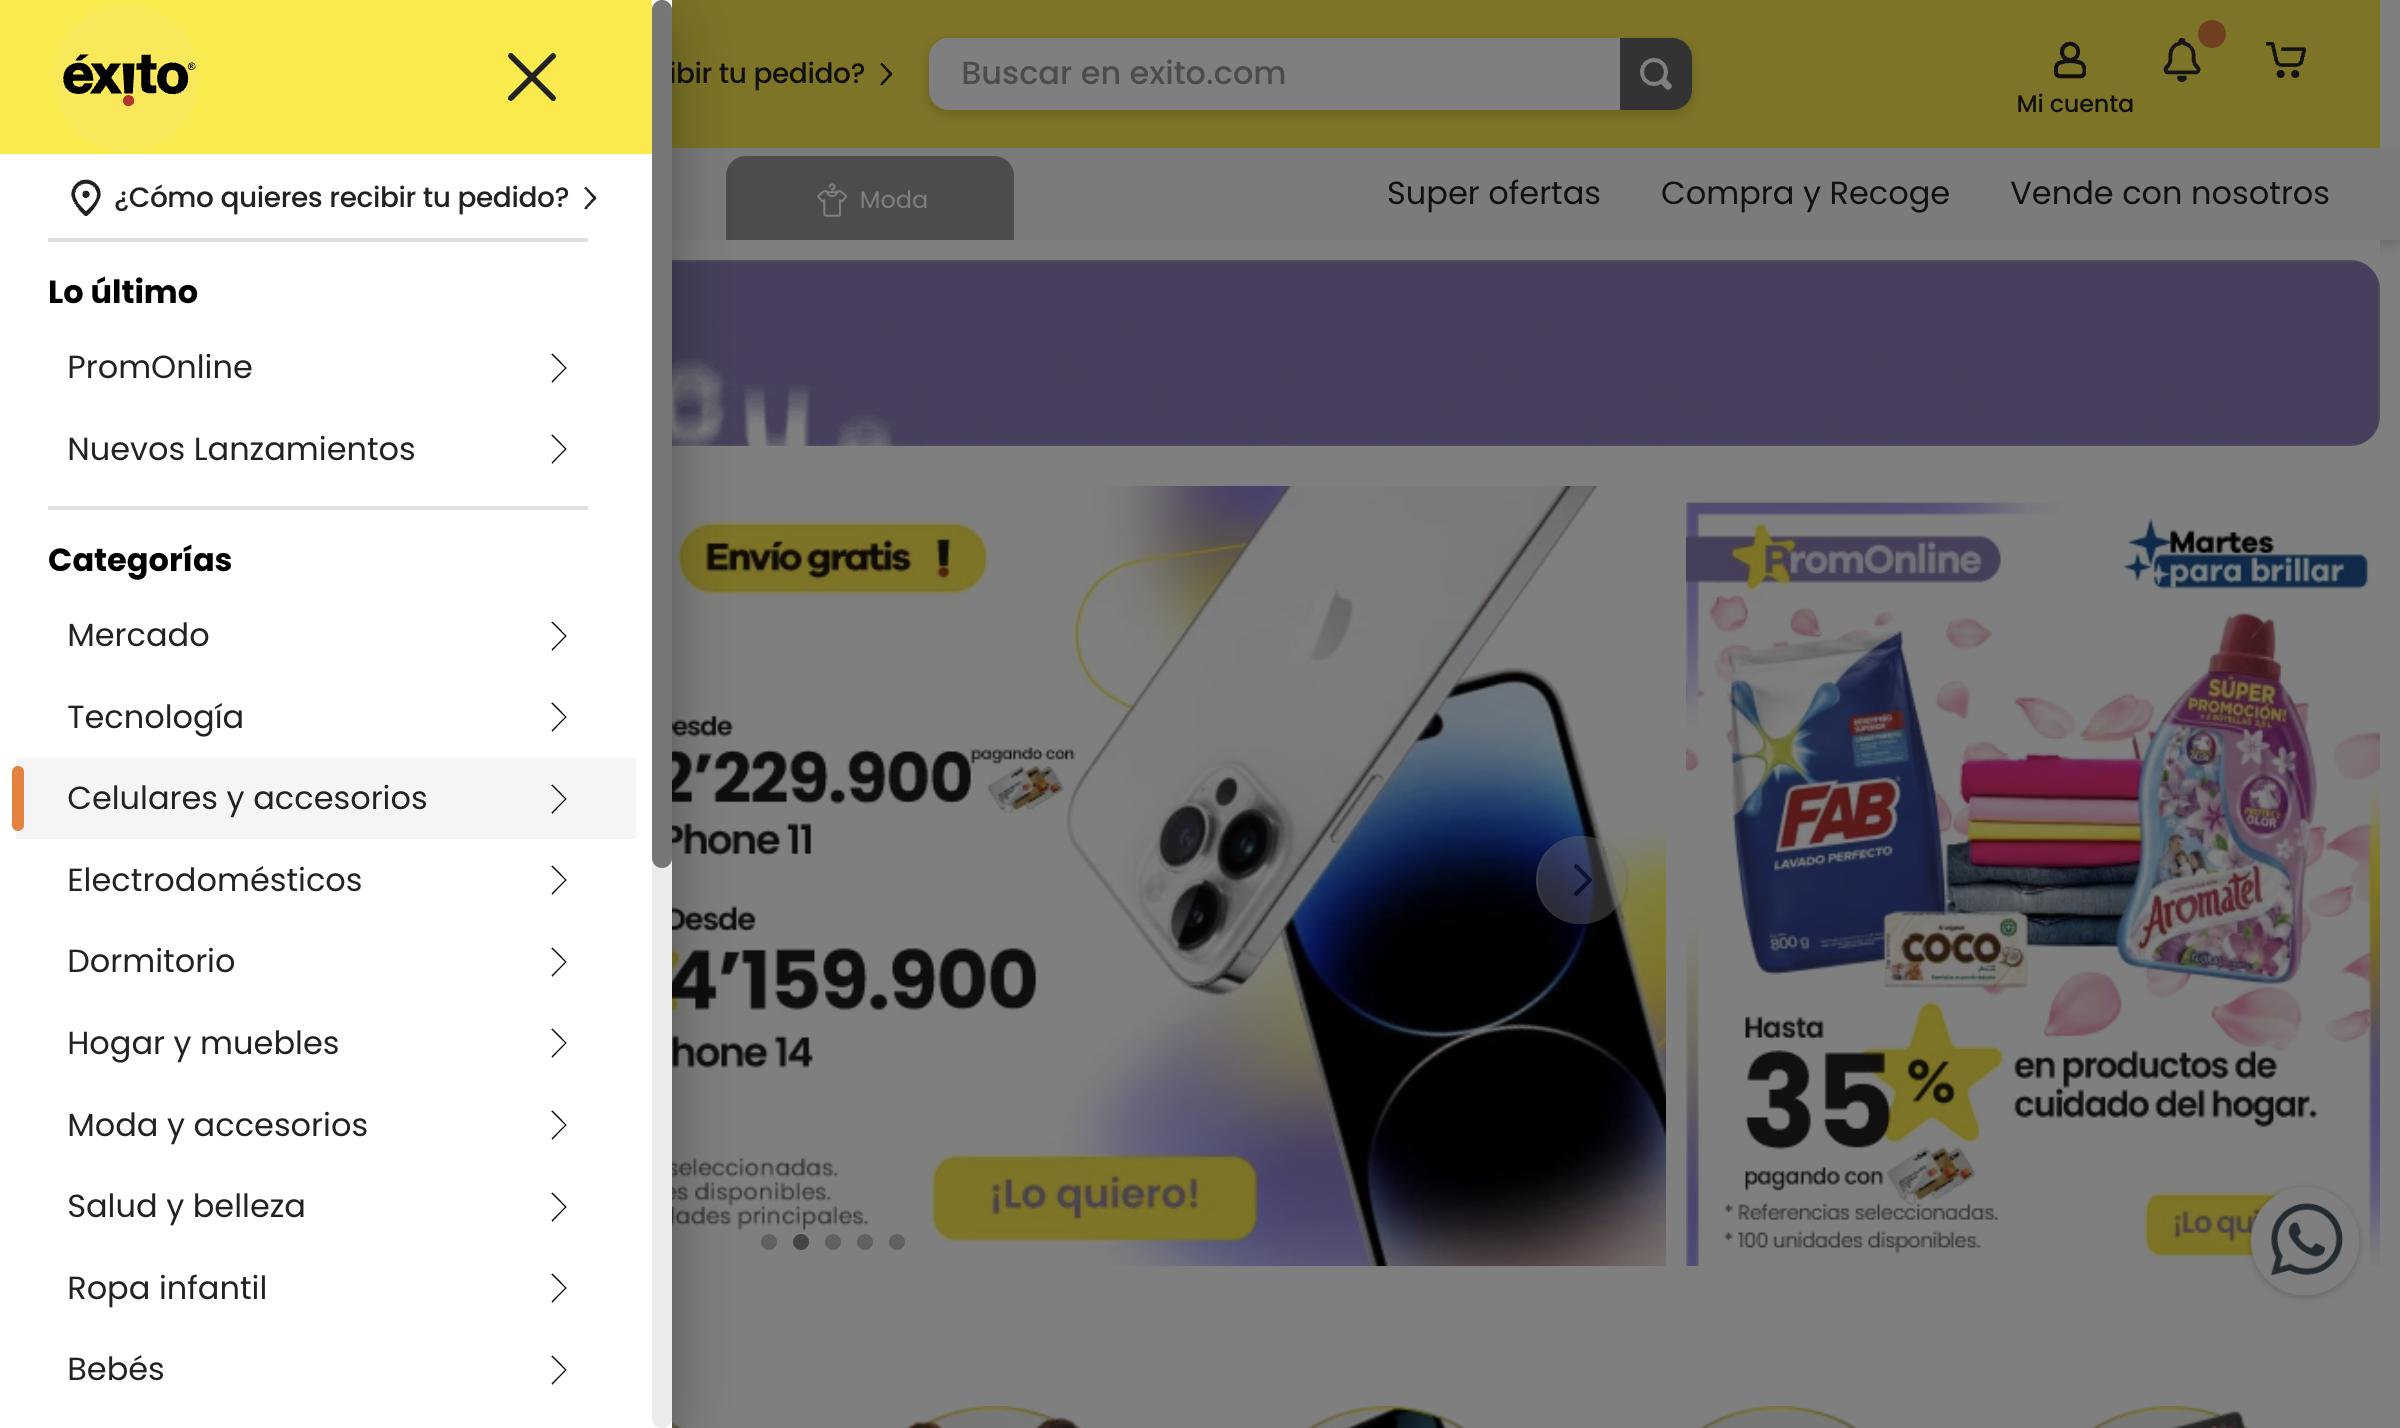 éxito
¿Cómo quieres recibir tu pedido?
Lo último
PromOnline
Nuevos Lanzamientos
Categorías
Mercado
Tecnología
Celulares y accesorios
Electrodomésticos
Dormitorio
Hogar y muebles
Moda y accesorios
Salud y belleza
Ropa infantil
Bebés
ibir tu pedido?
Buscar en exito.com
Mi cuenta
Moda
Super ofertas
Compra y Recoge
Vende con nosotros
Envío gratis !
esde
2'229.900
pagando con
Phone 11
Desde
4'159.900
hone 14
seleccionadas.
s disponibles.
dades principales.
¡Lo quiero!
PromOnline
Martes
para brillar
SÚPER
PROMOCIÓN!
FAB
LAVADO PERFECTO
800 g
COCO
Aromatel
Hasta
35%
en productos de
cuidado del hogar.
pagando con
* Referencias seleccionadas.
* 100 unidades disponibles.
¡Lo qu